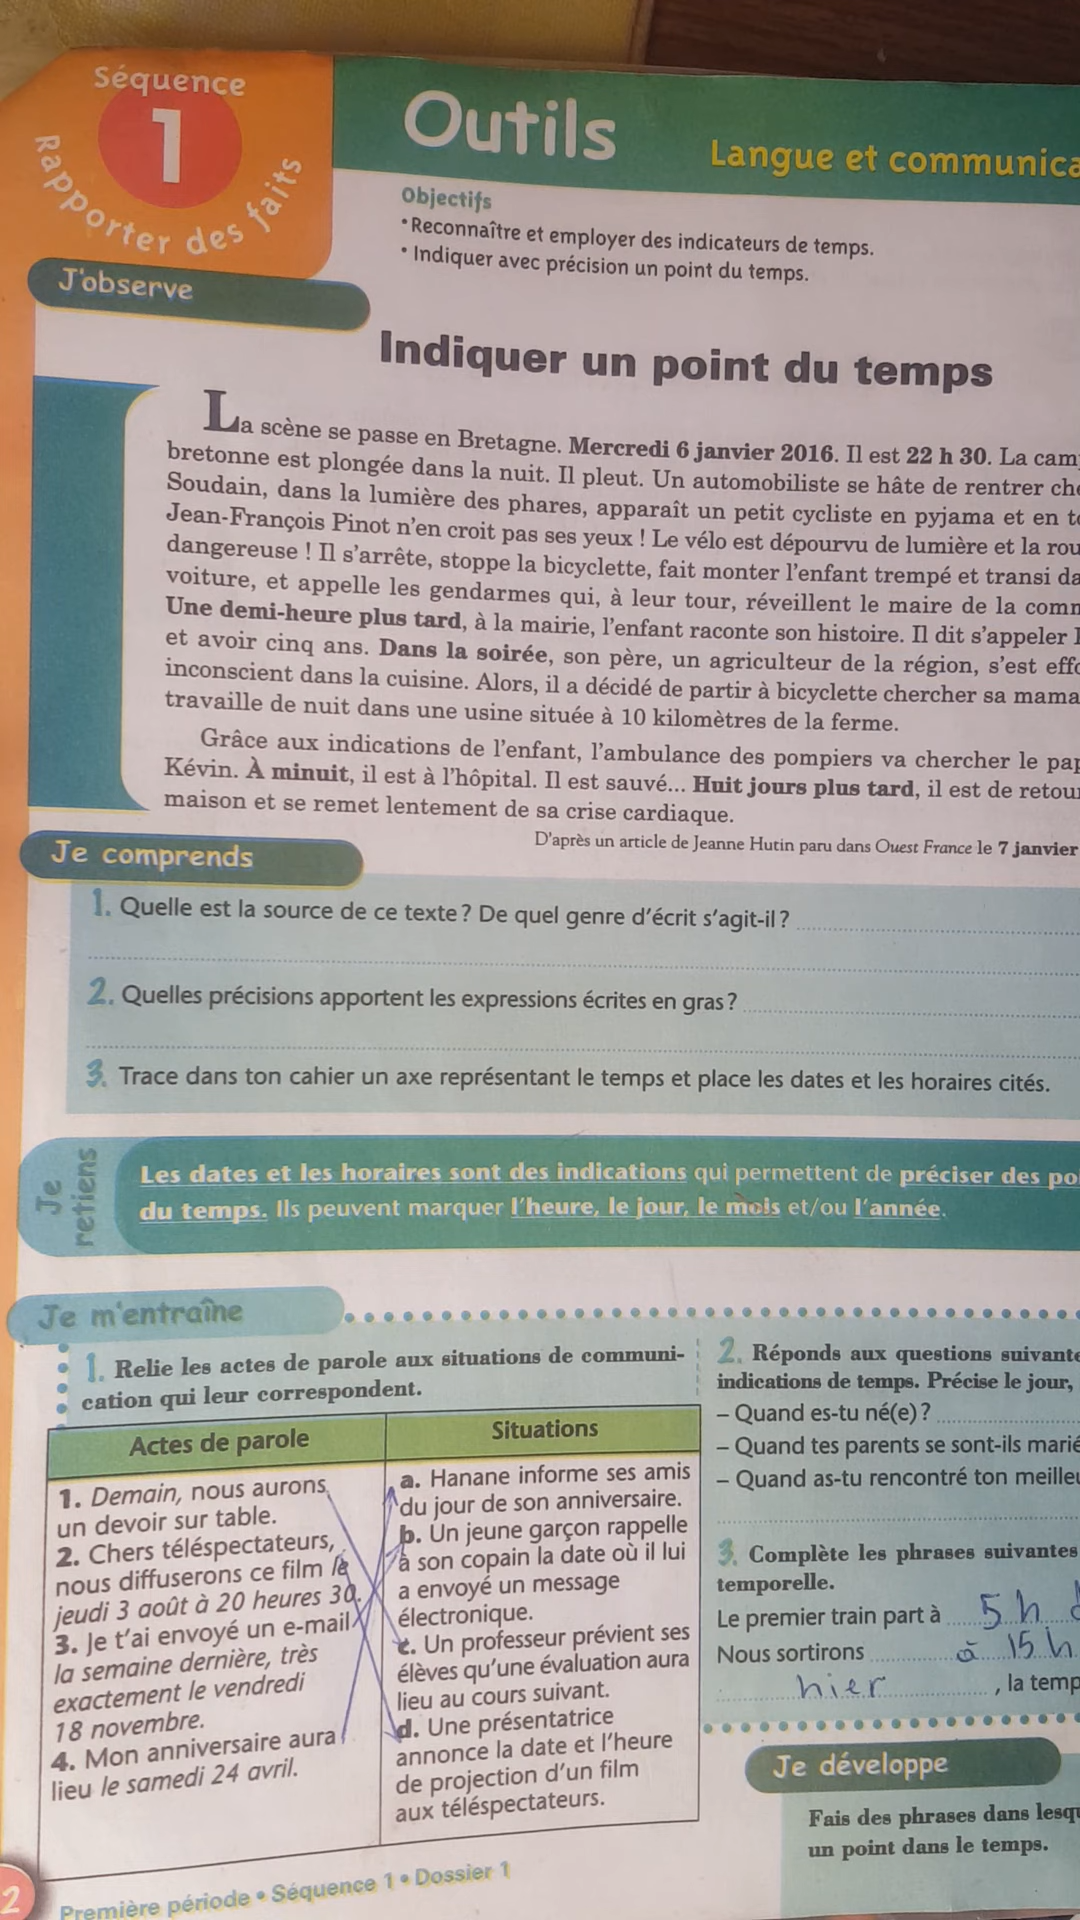 Séquence
1
Rapporter des faits
Outils
Langue et communica
Objectifs
• Reconnaître et employer des indicateurs de temps.
• Indiquer avec précision un point du temps.
J'observe
Indiquer un point du temps
La scène se passe en Bretagne. Mercredi 6 janvier 2016. Il est 22 h 30. La cam
bretonne est plongée dans la nuit. Il pleut. Un automobiliste se hâte de rentrer che
Soudain, dans la lumière des phares, apparaît un petit cycliste en pyjama et en t
Jean-François Pinot n'en croit pas ses yeux ! Le vélo est dépourvu de lumière et la rou
dangereuse ! Il s'arrête, stoppe la bicyclette, fait monter l'enfant trempé et transi da
voiture, et appelle les gendarmes qui, à leur tour, réveillent le maire de la com
Une demi-heure plus tard, à la mairie, l'enfant raconte son histoire. Il dit s'appeler
et avoir cinq ans. Dans la soirée, son père, un agriculteur de la région, s'est eff
inconscient dans la cuisine. Alors, il a décidé de partir à bicyclette chercher sa mama
travaille de nuit dans une usine située à 10 kilomètres de la ferme.
Grâce aux indications de l'enfant, l'ambulance des pompiers va chercher le pap
Kévin. À minuit, il est à l'hôpital. Il est sauvé... Huit jours plus tard, il est de retou
maison et se remet lentement de sa crise cardiaque.
D'après un article de Jeanne Hutin paru dans Ouest France le 7 janvier
Je comprends
1. Quelle est la source de ce texte ? De quel genre d'écrit s'agit-il ?
2. Quelles précisions apportent les expressions écrites en gras ?
3. Trace dans ton cahier un axe représentant le temps et place les dates et les horaires cités.
Je retiens
Les dates et les horaires sont des indications qui permettent de préciser des po
du temps. Ils peuvent marquer l'heure, le jour, le mois et/ou l'année.
Je m'entraîne
1. Relie les actes de parole aux situations de communi-
cation qui leur correspondent.
Actes de parole
1. Demain, nous aurons
un devoir sur table.
2. Chers téléspectateurs,
nous diffuserons ce film le
jeudi 3 août à 20 heures 30.
3. Je t'ai envoyé un e-mail
la semaine dernière, très
exactement le vendredi
18 novembre.
4. Mon anniversaire aura
lieu le samedi 24 avril.
Situations
a. Hanane informe ses amis
du jour de son anniversaire.
b. Un jeune garçon rappelle
à son copain la date où il lui
a envoyé un message
électronique.
c. Un professeur prévient ses
élèves qu'une évaluation aura
lieu au cours suivant.
d. Une présentatrice
annonce la date et l'heure
de projection d'un film
aux téléspectateurs.
2. Réponds aux questions suivante
indications de temps. Précise le jour,
– Quand es-tu né(e) ?
– Quand tes parents se sont-ils marié
– Quand as-tu rencontré ton meilleu
3. Complète les phrases suivantes
temporelle.
Le premier train part à 5 h
Nous sortirons à 15 h
hier, la temp
Je développe
Fais des phrases dans lesqu
un point dans le temps.
2
Première période • Séquence 1 • Dossier 1